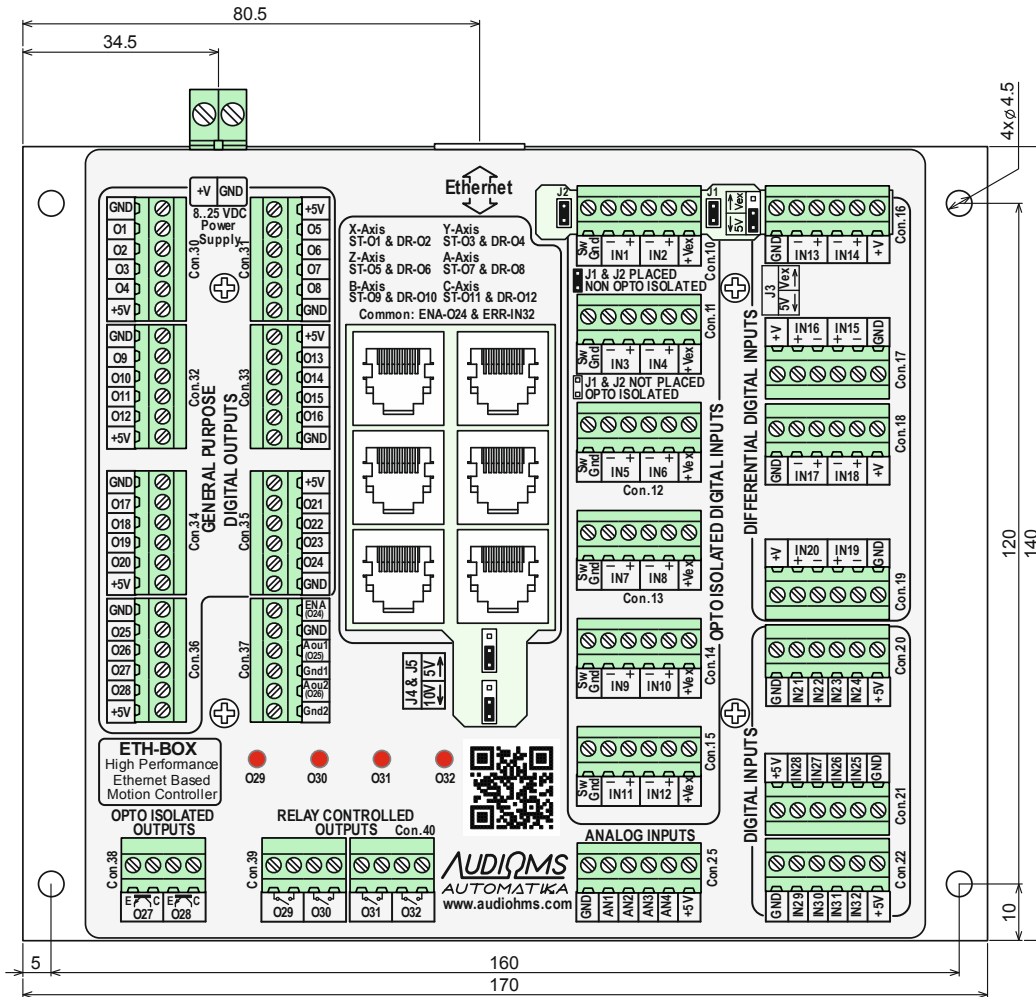 80.5
34.5
4xø4.5
+V GND
8..25 VDC
Power
Supply
Ethernet
GND
O1
O2
O3
O4
+5V
Con.30
Con.31
+5V
O5
O6
O7
O8
GND
GND
O9
O10
O11
O12
+5V
Con.32
Con.33
+5V
O13
O14
O15
O16
GND
GENERAL PURPOSE
DIGITAL OUTPUTS
GND
O17
O18
O19
O20
+5V
Con.34
Con.35
+5V
O21
O22
O23
O24
GND
GND
O25
O26
O27
O28
+5V
Con.36
Con.37
ENA
(O24)
GND
Aou1
(O25)
Gnd1
Aou2
(O26)
Gnd2
X-Axis
ST-O1 & DR-O2
Y-Axis
ST-O3 & DR-O4
Z-Axis
ST-O5 & DR-O6
A-Axis
ST-O7 & DR-O8
B-Axis
ST-O9 & DR-O10
C-Axis
ST-O11 & DR-O12
Common: ENA-O24 & ERR-IN32
J4 & J5
10V 5V
J2
J1
5V Vex
Sw Gnd − IN1 + − IN2 + +Vex
Con.10
J1 & J2 PLACED
NON OPTO ISOLATED
Sw Gnd − IN3 + − IN4 + +Vex
Con.11
J1 & J2 NOT PLACED
OPTO ISOLATED
Sw Gnd − IN5 + − IN6 + +Vex
Con.12
Sw Gnd − IN7 + − IN8 + +Vex
Con.13
Sw Gnd − IN9 + − IN10 + +Vex
Con.14
Sw Gnd − IN11 + − IN12 + +Vex
Con.15
OPTO ISOLATED DIGITAL INPUTS
GND − IN13 + − IN14 + +V
Con.16
J3
5V Vex
+V + IN16 − + IN15 − GND
Con.17
Con.18
GND − IN17 + − IN18 + +V
DIFFERENTIAL DIGITAL INPUTS
+V IN20 + − IN19 + − GND
Con.19
Con.20
GND IN21 IN22 IN23 IN24 +5V
DIGITAL INPUTS
+5V IN28 IN27 IN26 IN25 GND
Con.21
Con.22
GND IN29 IN30 IN31 IN32 +5V
ETH-BOX
High Performance
Ethernet Based
Motion Controller
O29 O30 O31 O32
OPTO ISOLATED
OUTPUTS
Con.38
E C E C
O27 O28
RELAY CONTROLLED
OUTPUTS Con.40
Con.39
O29 O30 O31 O32
AUDIOMS
AUTOMATIKA
www.audiohms.com
ANALOG INPUTS
Con.25
GND AN1 AN2 AN3 AN4 +5V
120
140
10
5
160
170